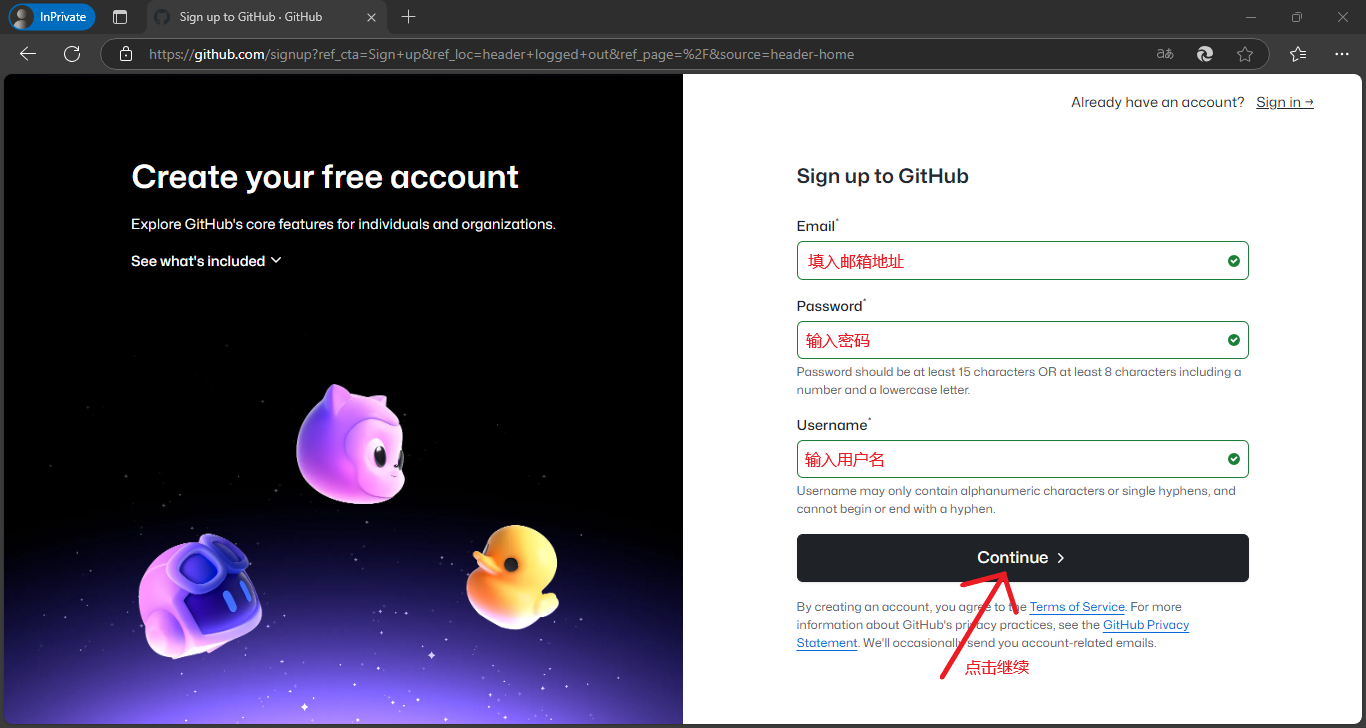 InPrivate
Sign up to GitHub · GitHub
https://github.com/signup?ref_cta=Sign+up&ref_loc=header+logged+out&ref_page=%2F&source=header-home
aあ
Already have an account? Sign in →
Create your free account
Explore GitHub's core features for individuals and organizations.
See what's included
Sign up to GitHub
Email*
填入邮箱地址
Password*
输入密码
Password should be at least 15 characters OR at least 8 characters including a
number and a lowercase letter.
Username*
输入用户名
Username may only contain alphanumeric characters or single hyphens, and
cannot begin or end with a hyphen.
Continue >
By creating an account, you agree to the Terms of Service. For more
information about GitHub's privacy practices, see the GitHub Privacy
Statement. We'll occasionally send you account-related emails.
点击继续